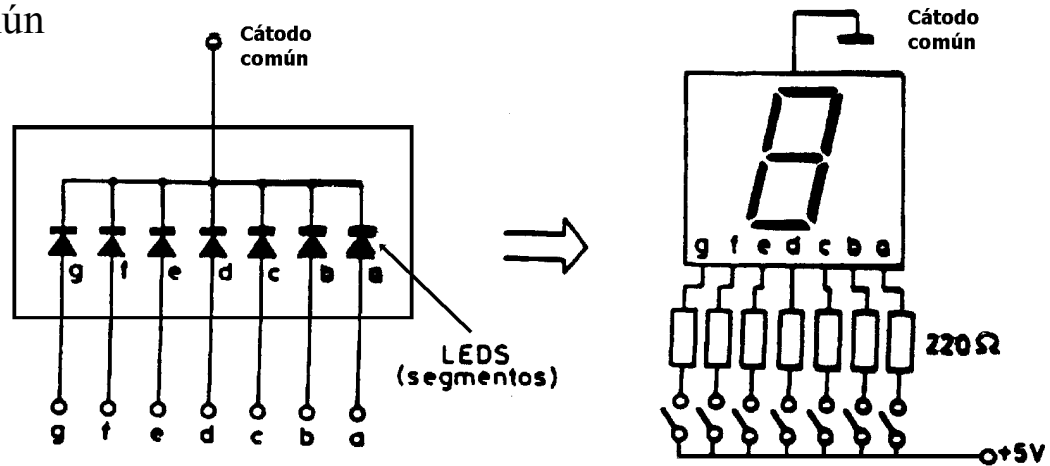 ún
Cátodo
común
g f e d c b a
LEDS
(segmentos)
g f e d c b a
Cátodo
común
g f e d c b a
220Ω
+5V